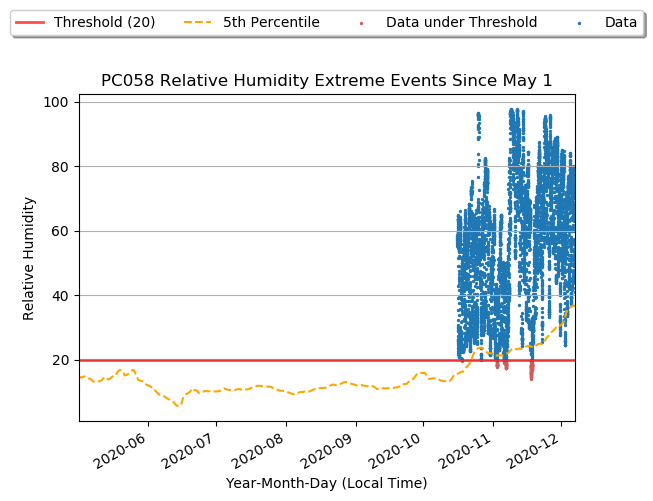 Threshold (20) 5th Percentile Data under Threshold Data
PC058 Relative Humidity Extreme Events Since May 1
100
80
60
40
20
Relative Humidity
2020-06 2020-07 2020-08 2020-09 2020-10 2020-11 2020-12
Year-Month-Day (Local Time)